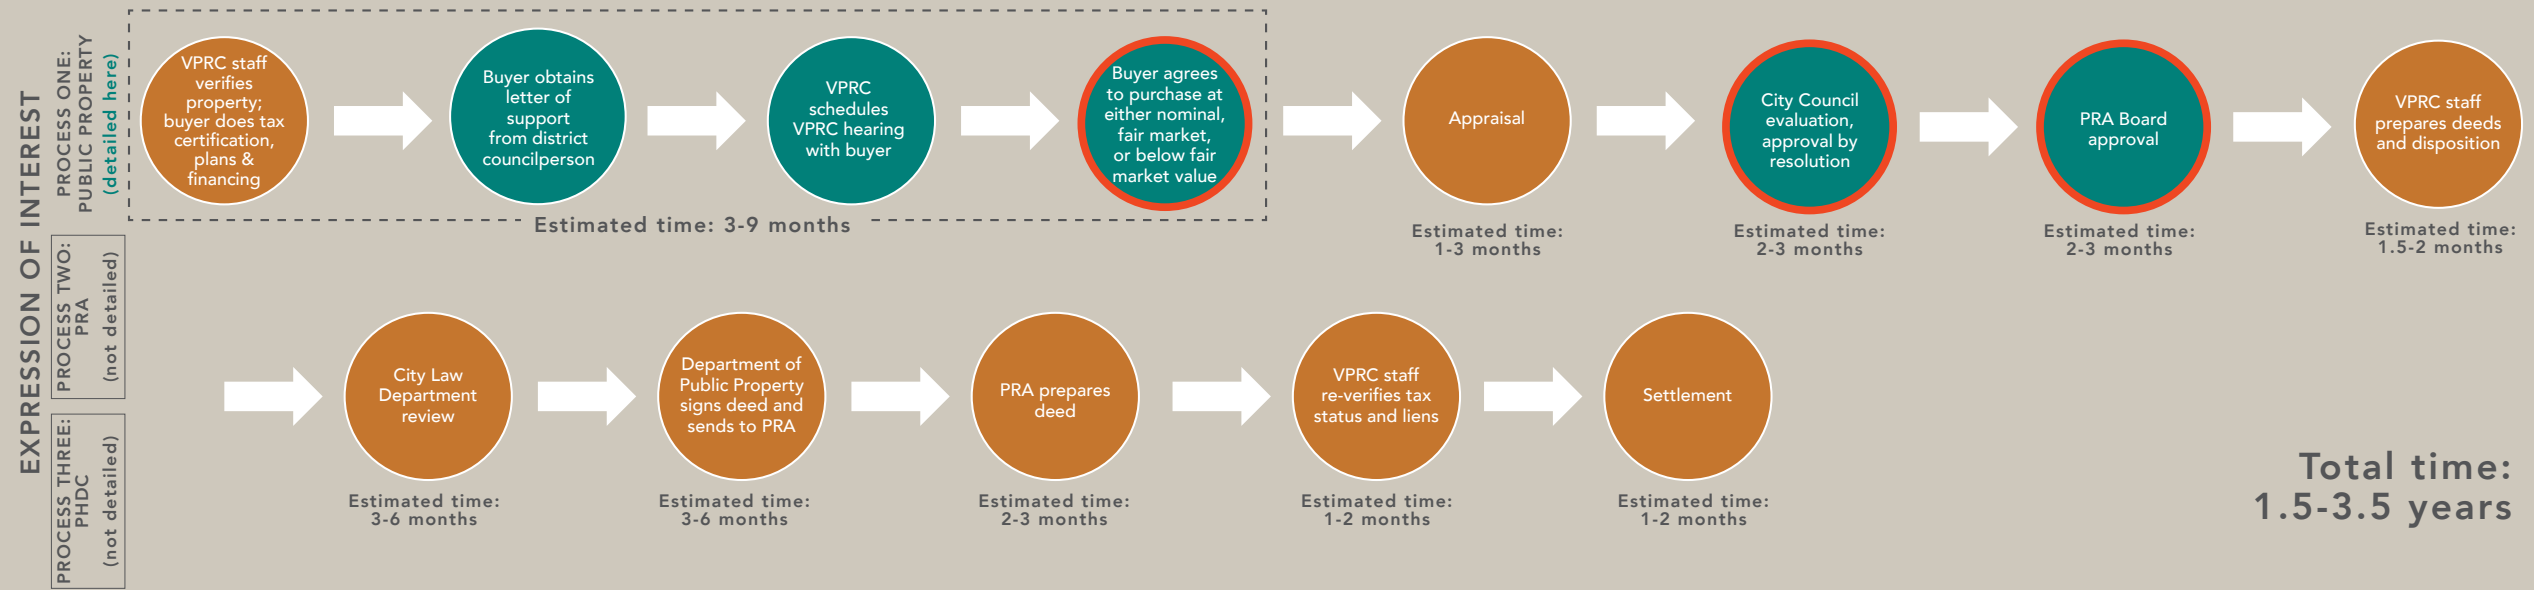 EXPRESSION OF INTEREST
PROCESS ONE:
PUBLIC PROPERTY
(detailed here)
VPRC staff
verifies
property;
buyer does tax
certification,
plans &
financing
Buyer obtains
letter of
support
from district
councilperson
VPRC
schedules
VPRC hearing
with buyer
Buyer agrees
to purchase at
either nominal,
fair market,
or below fair
market value
Estimated time: 3-9 months
Appraisal
Estimated time:
1-3 months
City Council
evaluation,
approval by
resolution
Estimated time:
2-3 months
PRA Board
approval
Estimated time:
2-3 months
VPRC staff
prepares deeds
and disposition
Estimated time:
1.5-2 months
PROCESS TWO:
PRA
(not detailed)
PROCESS THREE:
PHDC
(not detailed)
City Law
Department
review
Estimated time:
3-6 months
Department of
Public Property
signs deed and
sends to PRA
Estimated time:
3-6 months
PRA prepares
deed
Estimated time:
2-3 months
VPRC staff
re-verifies tax
status and liens
Estimated time:
1-2 months
Settlement
Estimated time:
1-2 months
Total time:
1.5-3.5 years